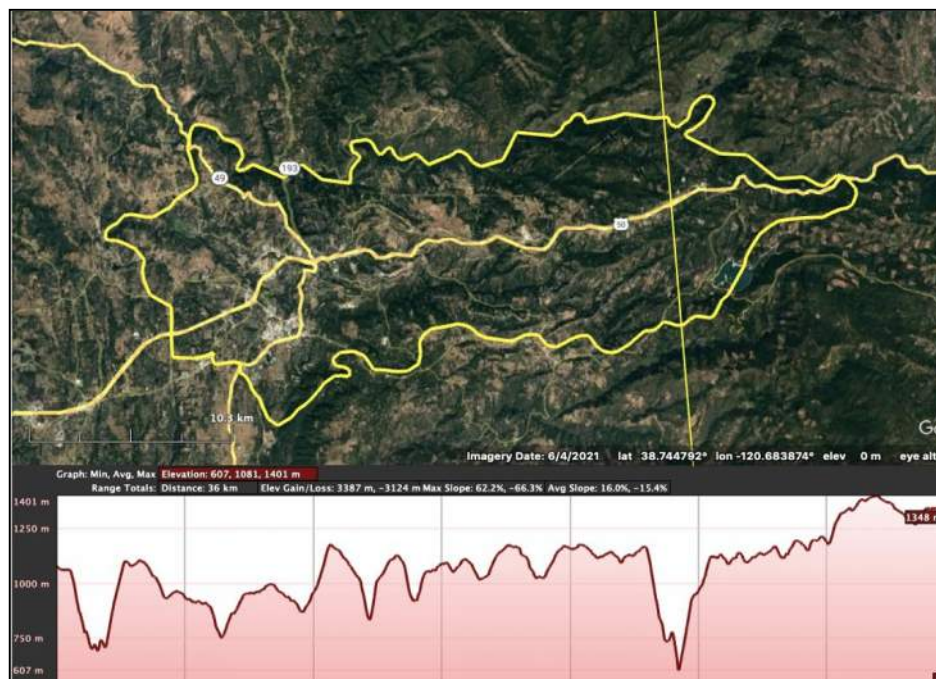 193
49
50
10.3 km
Imagery Date: 6/4/2021 lat 38.744792° lon -120.683874° elev 0 m eye alt
Graph: Min, Avg, Max Elevation: 607, 1081, 1401 m
Range Totals: Distance: 36 km Elev Gain/Loss: 3387 m, -3124 m Max Slope: 62.2%, -66.3% Avg Slope: 16.0%, -15.4%
1401 m
1348 m
1250 m
1000 m
750 m
607 m